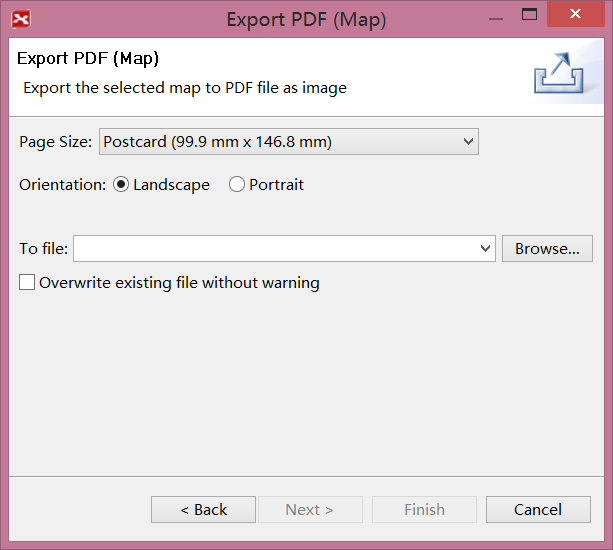 Export PDF (Map)
Export PDF (Map)
Export the selected map to PDF file as image
Page Size: Postcard (99.9 mm x 146.8 mm)
Orientation: Landscape Portrait
To file: Browse...
Overwrite existing file without warning
< Back Next > Finish Cancel